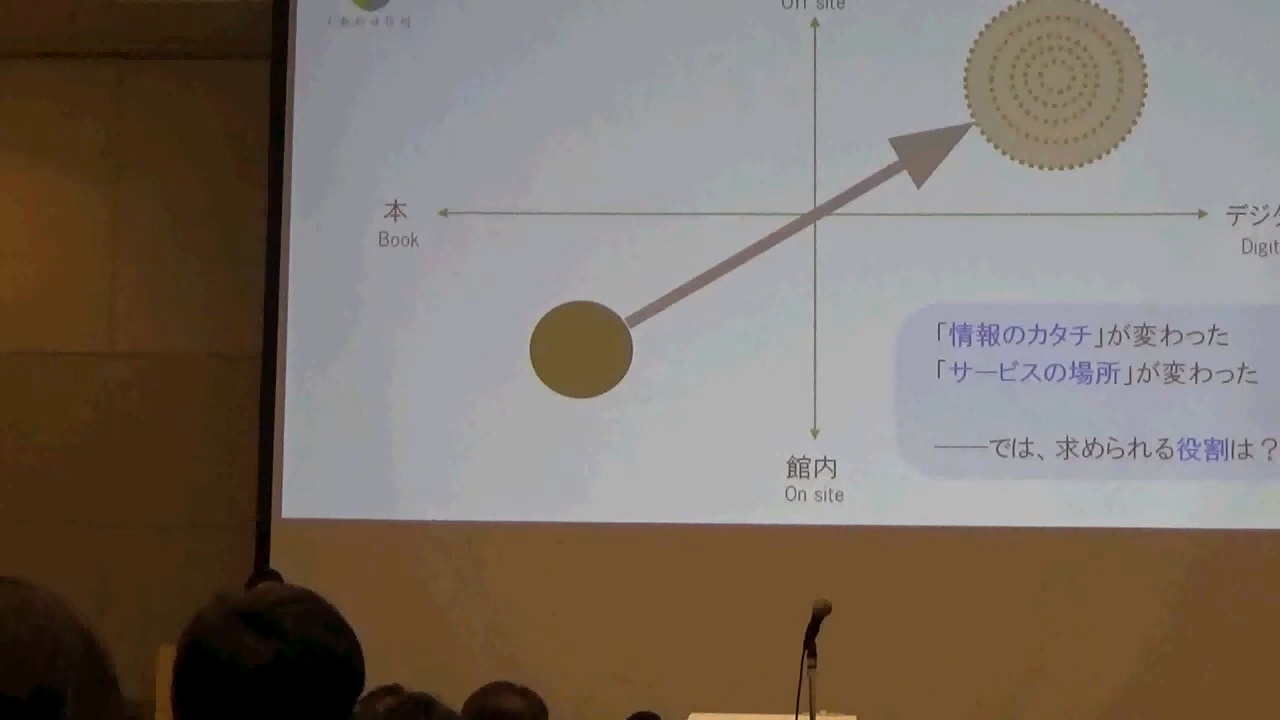 Off site
本
Book
デジタ
Digit
「情報のカタチ」が変わった
「サービスの場所」が変わった
──では、求められる役割は？
館内
On site